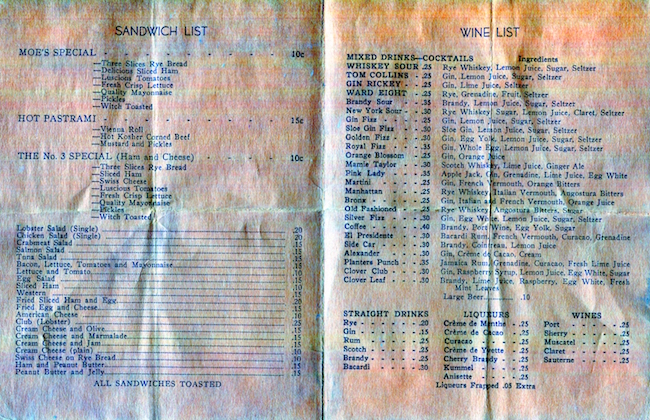 SANDWICH LIST
MOE'S SPECIAL - - - - 10c
—Three Slices Rye Bread
—Delicious Sliced Ham
—Luscious Tomatoes
—Fresh Crisp Lettuce
—Quality Mayonnaise
—Pickles
—Witch Toasted
HOT PASTRAMI - - - - 15c
—Vienna Roll
—Hot Kosher Corned Beef
—Mustard and Pickles
THE No. 3 SPECIAL (Ham and Cheese) - 10c
—Three Slices Rye Bread
—Sliced Ham
—Swiss Cheese
—Luscious Tomatoes
—Fresh Crisp Lettuce
—Quality Mayonnaise
—Pickles
—Witch Toasted
Lobster Salad (Single) .20
Chicken Salad (Single) .20
Crabmeat Salad .15
Salmon Salad .15
Tuna Salad .15
Bacon, Lettuce, Tomatoes and Mayonnaise .15
Lettuce and Tomato .10
Egg Salad .15
Sliced Ham .10
Western .15
Fried Sliced Ham and Egg .20
Fried Egg and Cheese .15
American Cheese .10
Club (Lobster) .25
Cream Cheese and Olive .15
Cream Cheese and Marmalade .15
Cream Cheese and Jam .15
Cream Cheese (plain) .10
Swiss Cheese on Rye Bread
Ham and Peanut Butter .15
Peanut Butter and Jelly .15
ALL SANDWICHES TOASTED
WINE LIST
MIXED DRINKS—COCKTAILS Ingredients
WHISKEY SOUR .25 Rye Whiskey, Lemon Juice, Sugar, Seltzer
TOM COLLINS - .25 Gin, Lemon Juice, Sugar, Seltzer
GIN RICKEY - - .25 Gin, Lime Juice, Seltzer
WARD EIGHT - .25 Rye, Grenadine, Fruit, Seltzer
Brandy Sour - - .35 Brandy, Lemon Juice, Sugar, Seltzer
New York Sour - .30 Rye Whiskey, Sugar, Lemon Juice, Claret, Seltzer
Gin Fizz - - - .25 Gin, Lemon Juice, Sugar, Seltzer
Sloe Gin Fizz - .25 Sloe Gin, Lemon Juice, Sugar, Seltzer
Golden Fizz - - .30 Gin, Egg Yolk, Lemon Juice, Sugar, Seltzer
Royal Fizz - - .35 Gin, Whole Egg, Lemon Juice, Sugar, Seltzer
Orange Blossom - .25 Gin, Orange Juice
Mamie Taylor - .30 Scotch Whiskey, Lime Juice, Ginger Ale
Pink Lady - - .35 Apple Jack, Gin, Grenadine, Lime Juice, Egg White
Martini - - - .25 Gin, French Vermouth, Orange Bitters
Manhattan - - .25 Rye Whiskey, Italian Vermouth, Angostura Bitters
Bronx - - - .25 Gin, Italian and French Vermouth, Orange Juice
Old Fashioned - Rye Whiskey, Angostura Bitters, Sugar
Silver Fizz - - .30 Gin, Egg White, Lemon Juice, Sugar, Seltzer
Coffee - - - .40 Brandy, Port Wine, Egg Yolk, Sugar
El Presidente - .30 Bacardi Rum, French Vermouth, Curacao, Grenadine
Side Car - - .30 Brandy, Cointreau, Lemon Juice
Alexander - - .30 Gin, Crème de Cacao, Cream
Planters Punch - .35 Jamaica Rum, Grenadine, Curacao, Fresh Lime Juice
Clover Club - - .30 Gin, Raspberry Syrup, Lemon Juice, Egg White, Sugar
Clover Leaf - - .30 Brandy, Lime Juice, Raspberry, Egg White, Fresh
Mint Leaves
Large Beer .10
STRAIGHT DRINKS
Rye - - - - .20
Gin - - - - .15
Rum - - - - .25
Scotch - - - .25
Brandy - - - .25
Bacardi - - - .30
LIQUEURS
Crème de Menthe .25
Crème de Cacao .25
Curacao - - .25
Crème de Yvette .25
Cherry Brandy - .25
Kummel - - .25
Anisette - - .25
Liqueurs Frapped .05 Extra
WINES
Port - - - .25
Sherry - - - .25
Muscatel - - .25
Claret - - - .25
Sauterne - - .25